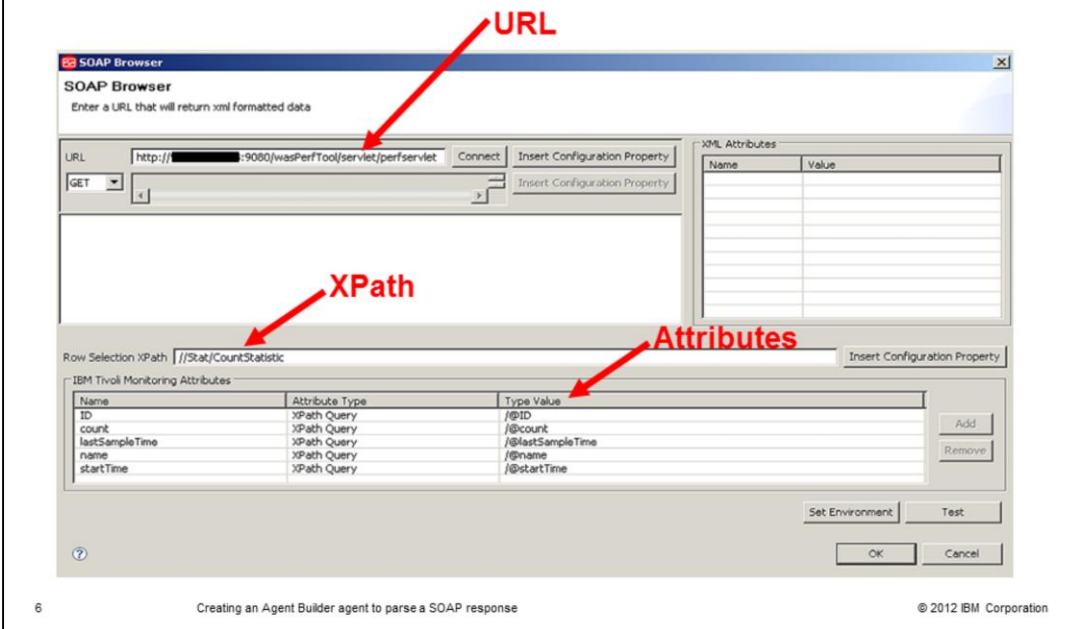 URL
SOAP Browser
SOAP Browser
Enter a URL that will return xml formatted data
URL http:// :9080/wasPerfTool/servlet/perfservlet Connect Insert Configuration Property
GET Insert Configuration Property
XML Attributes
Name Value
XPath
Attributes
Row Selection XPath //Stat/CountStatistic Insert Configuration Property
IBM Tivoli Monitoring Attributes
Name Attribute Type Type Value
ID XPath Query /@ID
count XPath Query /@count
lastSampleTime XPath Query /@lastSampleTime
name XPath Query /@name
startTime XPath Query /@startTime
Add
Remove
Set Environment Test
? OK Cancel
6 Creating an Agent Builder agent to parse a SOAP response © 2012 IBM Corporation